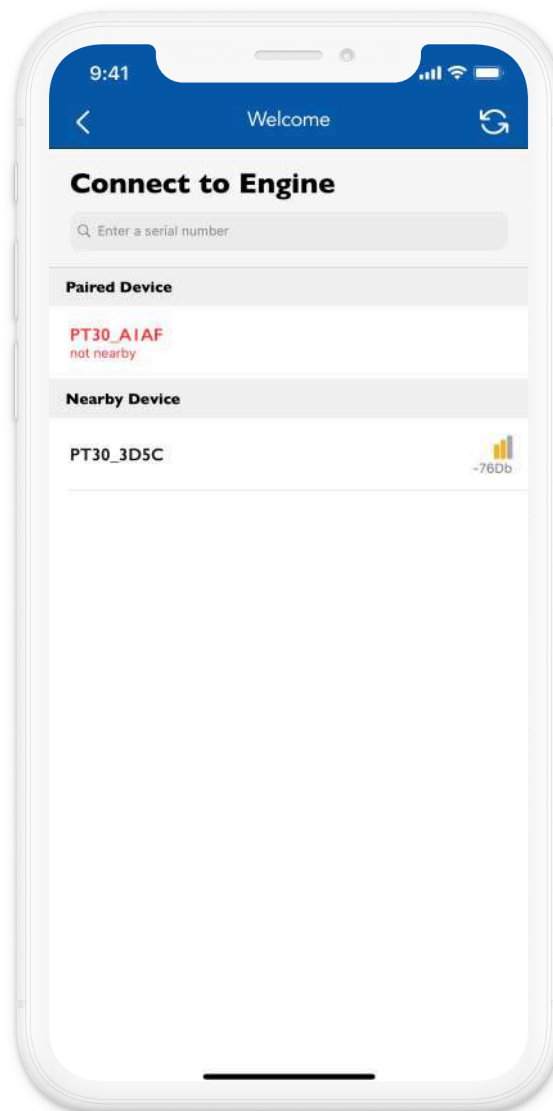 9:41
Welcome
Connect to Engine
Enter a serial number
Paired Device
PT30_A1AF
not nearby
Nearby Device
PT30_3D5C
-76Db